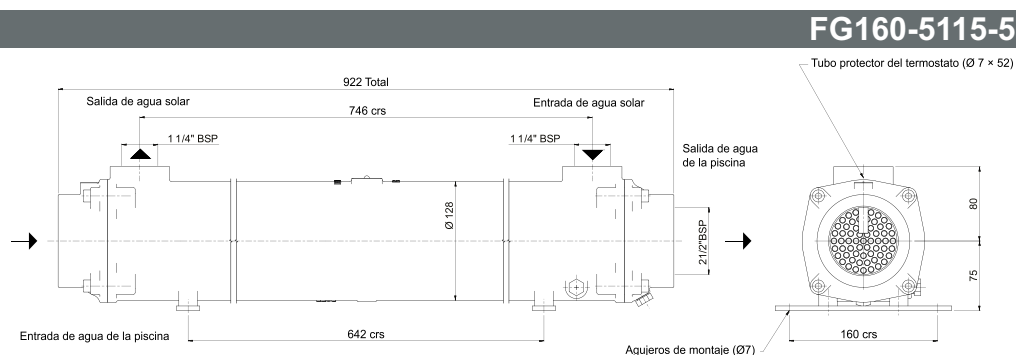 FG160-5115-5
Tubo protector del termostato (Ø 7 × 52)
922 Total
Salida de agua solar
Entrada de agua solar
746 crs
1 1/4" BSP
1 1/4" BSP
Salida de agua
de la piscina
Ø 128
21/2"BSP
80
75
Entrada de agua de la piscina
642 crs
160 crs
Agujeros de montaje (Ø7)